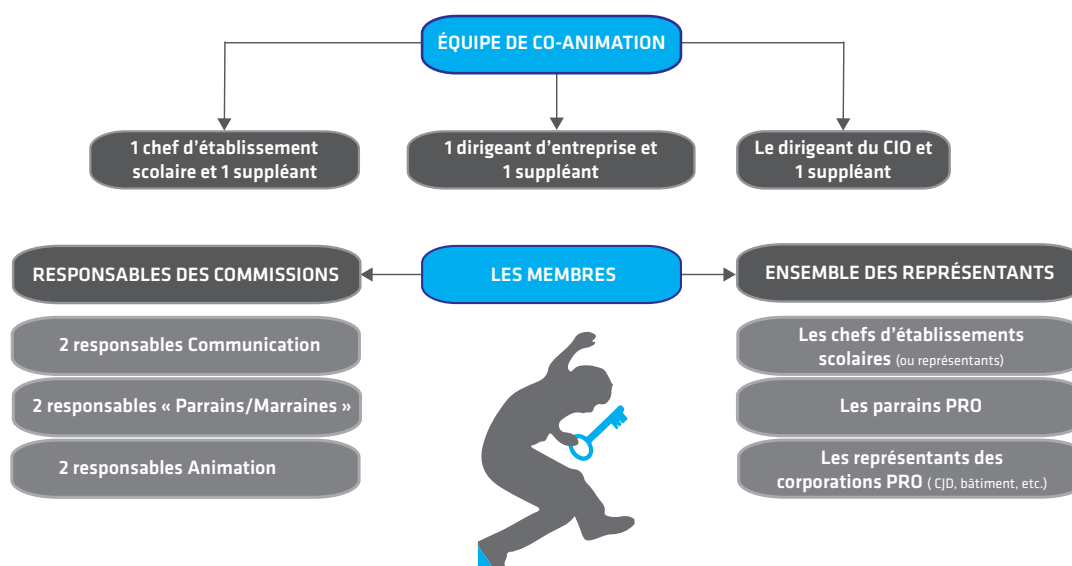 ÉQUIPE DE CO-ANIMATION
1 chef d'établissement
scolaire et 1 suppléant
1 dirigeant d'entreprise et
1 suppléant
Le dirigeant du CIO et
1 suppléant
RESPONSABLES DES COMMISSIONS
LES MEMBRES
ENSEMBLE DES REPRÉSENTANTS
2 responsables Communication
2 responsables « Parrains/Marraines »
2 responsables Animation
Les chefs d'établissements
scolaires (ou représentants)
Les parrains PRO
Les représentants des
corporations PRO ( CJD, bâtiment, etc.)